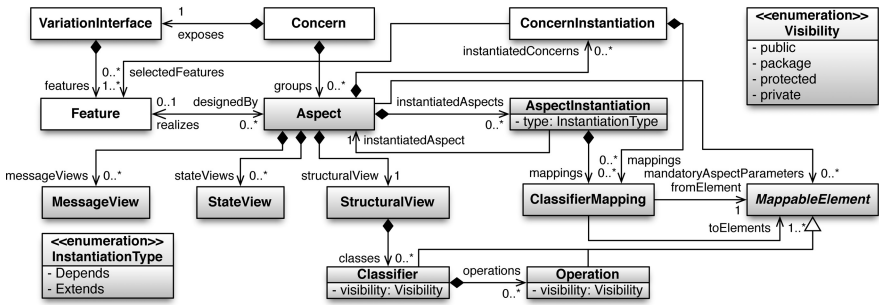 VariationInterface
1
exposes
Concern
ConcernInstantiation
<<enumeration>>
Visibility
- public
- package
- protected
- private
instantiatedConcerns
0..*
features
0..*
1..*
selectedFeatures
groups
0..*
Feature
0..1
realizes
designedBy
0..*
Aspect
instantiatedAspects
0..*
AspectInstantiation
- type: InstantiationType
1
instantiatedAspect
messageViews
0..*
stateViews
0..*
structuralView
1
mappings
0..*
0..*
mappings
mandatoryAspectParameters
0..*
fromElement
1
MessageView
StateView
StructuralView
ClassifierMapping
MappableElement
toElements
1..*
<<enumeration>>
InstantiationType
- Depends
- Extends
classes
0..*
Classifier
- visibility: Visibility
operations
0..*
Operation
- visibility: Visibility